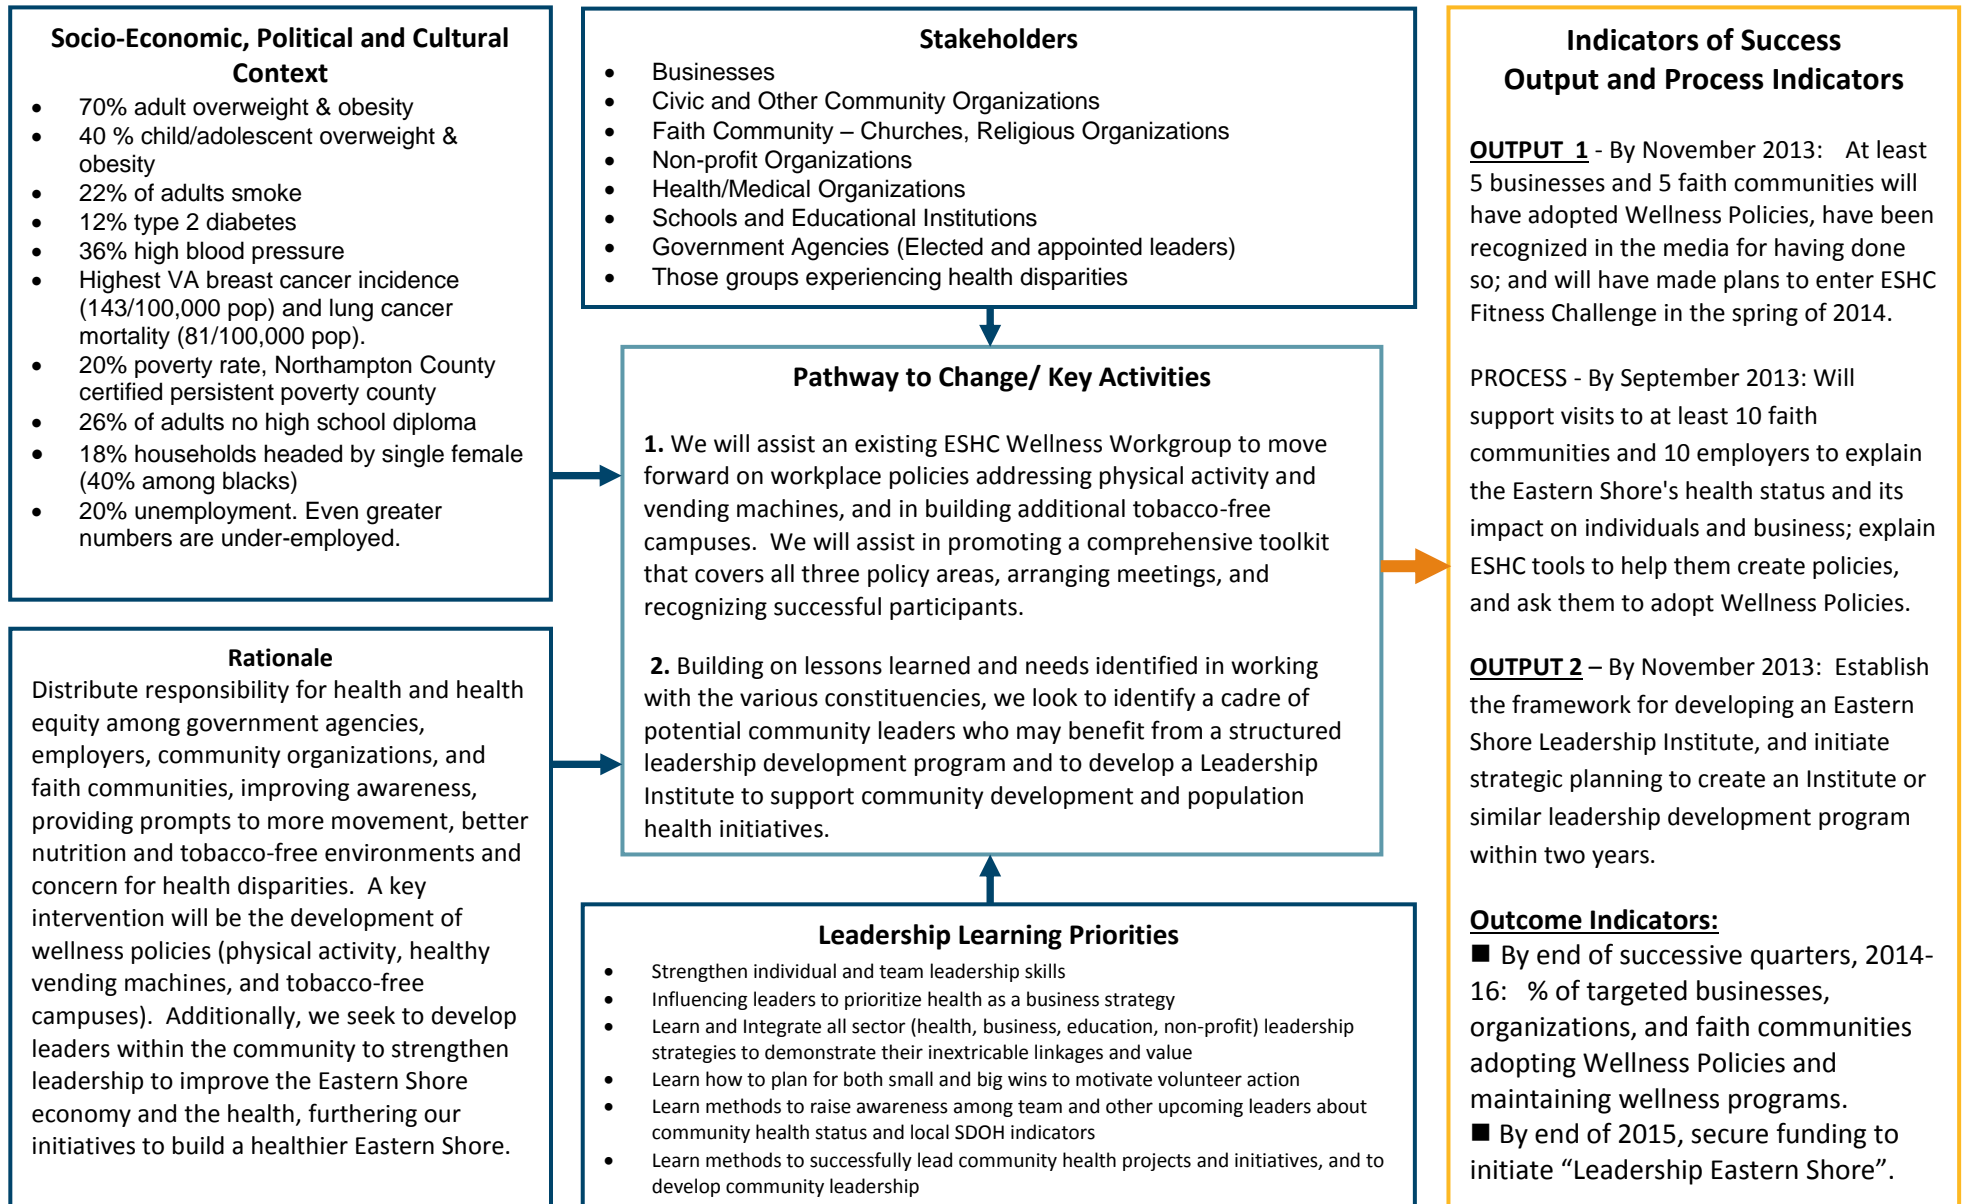 Socio-Economic, Political and Cultural
Context
• 70% adult overweight & obesity
• 40 % child/adolescent overweight &
obesity
• 22% of adults smoke
• 12% type 2 diabetes
• 36% high blood pressure
• Highest VA breast cancer incidence
(143/100,000 pop) and lung cancer
mortality (81/100,000 pop).
• 20% poverty rate, Northampton County
certified persistent poverty county
• 26% of adults no high school diploma
• 18% households headed by single female
(40% among blacks)
• 20% unemployment. Even greater
numbers are under-employed.
Rationale
Distribute responsibility for health and health
equity among government agencies,
employers, community organizations, and
faith communities, improving awareness,
providing prompts to more movement, better
nutrition and tobacco-free environments and
concern for health disparities. A key
intervention will be the development of
wellness policies (physical activity, healthy
vending machines, and tobacco-free
campuses). Additionally, we seek to develop
leaders within the community to strengthen
leadership to improve the Eastern Shore
economy and the health, furthering our
initiatives to build a healthier Eastern Shore.
Stakeholders
• Businesses
• Civic and Other Community Organizations
• Faith Community – Churches, Religious Organizations
• Non-profit Organizations
• Health/Medical Organizations
• Schools and Educational Institutions
• Government Agencies (Elected and appointed leaders)
• Those groups experiencing health disparities
Pathway to Change/ Key Activities
1. We will assist an existing ESHC Wellness Workgroup to move
forward on workplace policies addressing physical activity and
vending machines, and in building additional tobacco-free
campuses. We will assist in promoting a comprehensive toolkit
that covers all three policy areas, arranging meetings, and
recognizing successful participants.
2. Building on lessons learned and needs identified in working
with the various constituencies, we look to identify a cadre of
potential community leaders who may benefit from a structured
leadership development program and to develop a Leadership
Institute to support community development and population
health initiatives.
Leadership Learning Priorities
• Strengthen individual and team leadership skills
• Influencing leaders to prioritize health as a business strategy
• Learn and Integrate all sector (health, business, education, non-profit) leadership
strategies to demonstrate their inextricable linkages and value
• Learn how to plan for both small and big wins to motivate volunteer action
• Learn methods to raise awareness among team and other upcoming leaders about
community health status and local SDOH indicators
• Learn methods to successfully lead community health projects and initiatives, and to
develop community leadership
Indicators of Success
Output and Process Indicators
OUTPUT 1 - By November 2013: At least
5 businesses and 5 faith communities will
have adopted Wellness Policies, have been
recognized in the media for having done
so; and will have made plans to enter ESHC
Fitness Challenge in the spring of 2014.
PROCESS - By September 2013: Will
support visits to at least 10 faith
communities and 10 employers to explain
the Eastern Shore's health status and its
impact on individuals and business; explain
ESHC tools to help them create policies,
and ask them to adopt Wellness Policies.
OUTPUT 2 – By November 2013: Establish
the framework for developing an Eastern
Shore Leadership Institute, and initiate
strategic planning to create an Institute or
similar leadership development program
within two years.
Outcome Indicators:
■ By end of successive quarters, 2014-
16: % of targeted businesses,
organizations, and faith communities
adopting Wellness Policies and
maintaining wellness programs.
■ By end of 2015, secure funding to
initiate “Leadership Eastern Shore”.